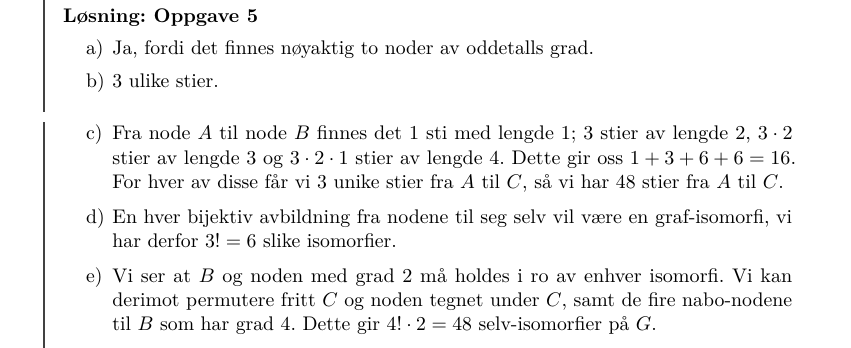 Løsning: Oppgave 5
a) Ja, fordi det finnes nøyaktig to noder av oddetalls grad.
b) 3 ulike stier.
c) Fra node A til node B finnes det 1 sti med lengde 1; 3 stier av lengde 2, 3 · 2
stier av lengde 3 og 3 · 2 · 1 stier av lengde 4. Dette gir oss 1 + 3 + 6 + 6 = 16.
For hver av disse får vi 3 unike stier fra A til C, så vi har 48 stier fra A til C.
d) En hver bijektiv avbildning fra nodene til seg selv vil være en graf-isomorfi, vi
har derfor 3! = 6 slike isomorfier.
e) Vi ser at B og noden med grad 2 må holdes i ro av enhver isomorfi. Vi kan
derimot permutere fritt C og noden tegnet under C, samt de fire nabo-nodene
til B som har grad 4. Dette gir 4! · 2 = 48 selv-isomorfier på G.